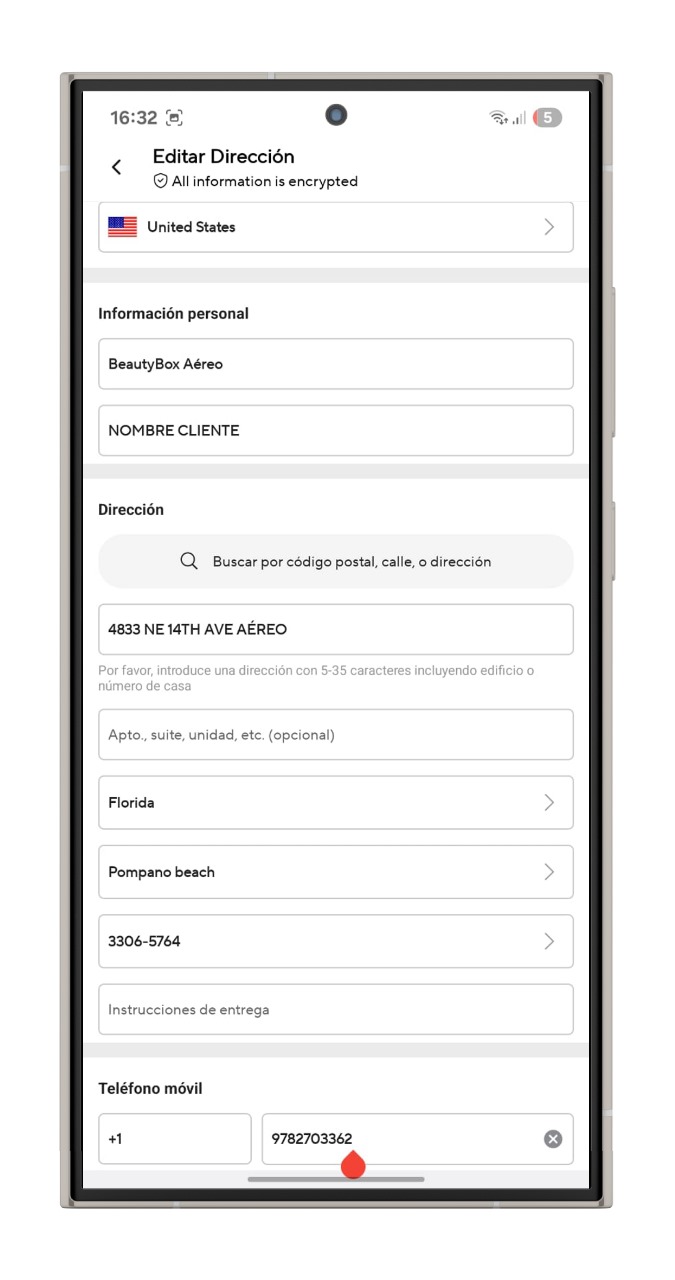 16:32
5
Editar Dirección
All information is encrypted
United States
Información personal
BeautyBox Aéreo
NOMBRE CLIENTE
Dirección
Buscar por código postal, calle, o dirección
4833 NE 14TH AVE AÉREO
Por favor, introduce una dirección con 5-35 caracteres incluyendo edificio o
número de casa
Apto., suite, unidad, etc. (opcional)
Florida
Pompano beach
3306-5764
Instrucciones de entrega
Teléfono móvil
+1
9782703362